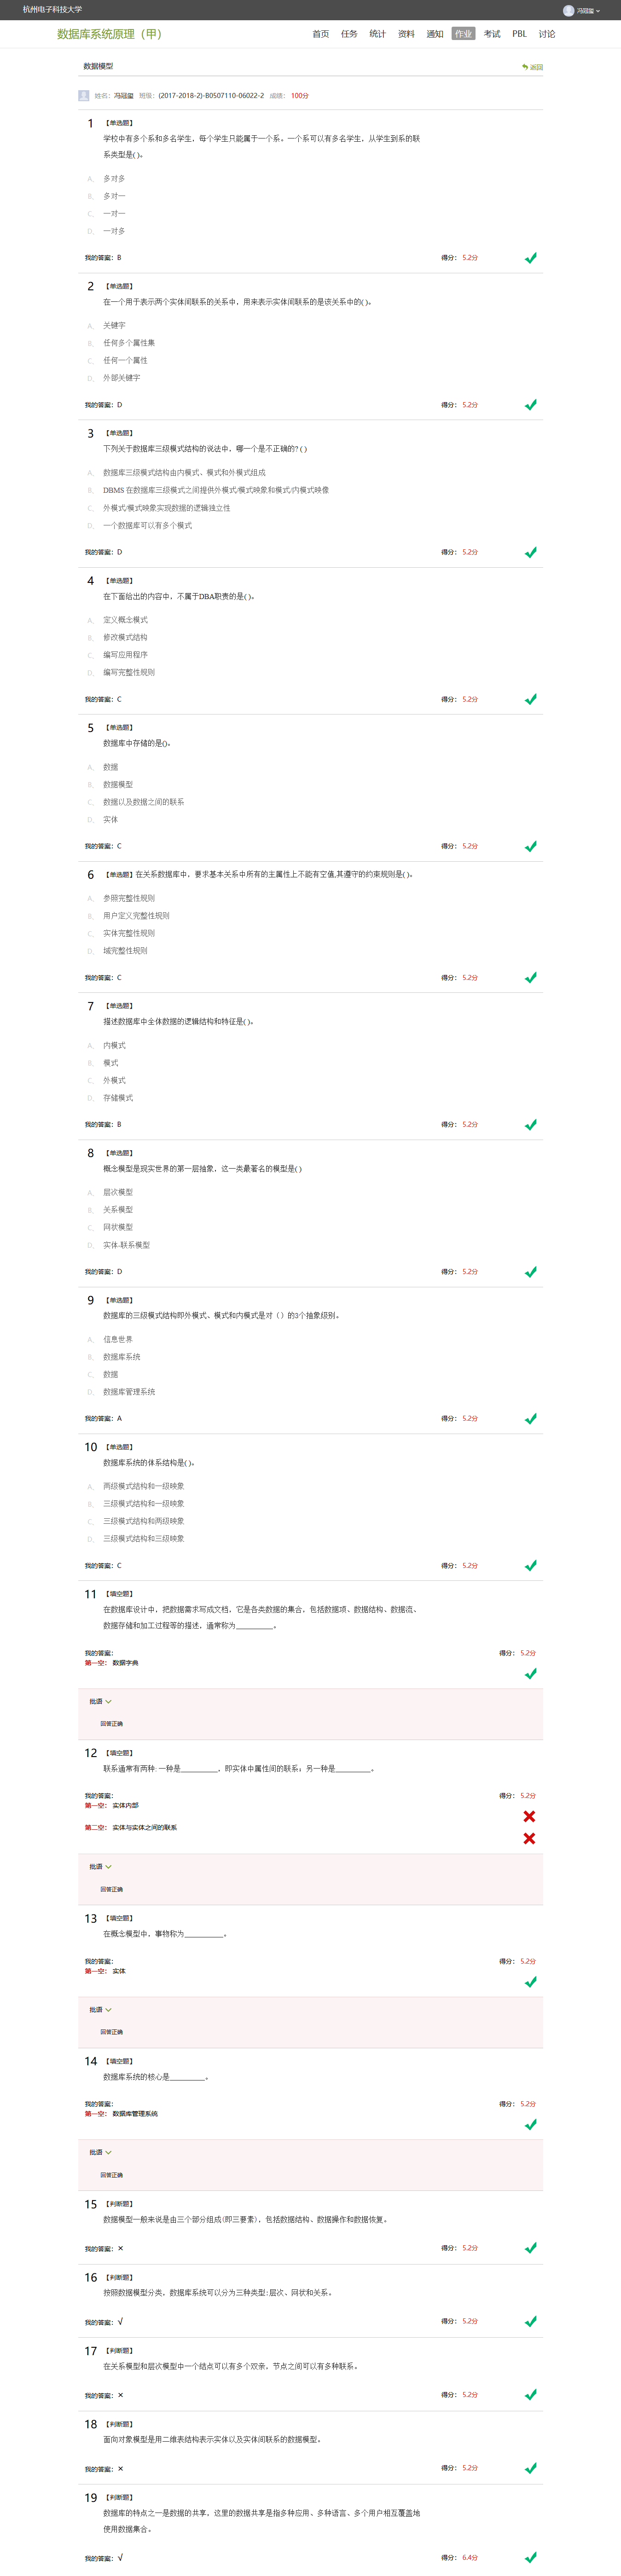 杭州电子科技大学
冯冠玺
数据库系统原理（甲）
首页 任务 统计 资料 通知 作业 考试 PBL 讨论
数据模型
返回
姓名：冯冠玺 班级：(2017-2018-2)-B0507110-06022-2 成绩： 100分
1 【单选题】
学校中有多个系和多名学生，每个学生只能属于一个系。一个系可以有多名学生，从学生到系的联
系类型是( )。
A、 多对多
B、 多对一
C、 一对一
D、 一对多
我的答案：B 得分： 5.2分
2 【单选题】
在一个用于表示两个实体间联系的关系中，用来表示实体间联系的是该关系中的( )。
A、 关键字
B、 任何多个属性集
C、 任何一个属性
D、 外部关键字
我的答案：D 得分： 5.2分
3 【单选题】
下列关于数据库三级模式结构的说法中，哪一个是不正确的? ( )
A、 数据库三级模式结构由内模式、模式和外模式组成
B、 DBMS 在数据库三级模式之间提供外模式/模式映象和模式/内模式映像
C、 外模式/模式映象实现数据的逻辑独立性
D、 一个数据库可以有多个模式
我的答案：D 得分： 5.2分
4 【单选题】
在下面给出的内容中，不属于DBA职责的是( )。
A、 定义概念模式
B、 修改模式结构
C、 编写应用程序
D、 编写完整性规则
我的答案：C 得分： 5.2分
5 【单选题】
数据库中存储的是()。
A、 数据
B、 数据模型
C、 数据以及数据之间的联系
D、 实体
我的答案：C 得分： 5.2分
6 【单选题】在关系数据库中，要求基本关系中所有的主属性上不能有空值,其遵守的约束规则是( )。
A、 参照完整性规则
B、 用户定义完整性规则
C、 实体完整性规则
D、 域完整性规则
我的答案：C 得分： 5.2分
7 【单选题】
描述数据库中全体数据的逻辑结构和特征是( )。
A、 内模式
B、 模式
C、 外模式
D、 存储模式
我的答案：B 得分： 5.2分
8 【单选题】
概念模型是现实世界的第一层抽象，这一类最著名的模型是( )
A、 层次模型
B、 关系模型
C、 网状模型
D、 实体-联系模型
我的答案：D 得分： 5.2分
9 【单选题】
数据库的三级模式结构即外模式、模式和内模式是对（）的3个抽象级别。
A、 信息世界
B、 数据库系统
C、 数据
D、 数据库管理系统
我的答案：A 得分： 5.2分
10 【单选题】
数据库系统的体系结构是( )。
A、 两级模式结构和一级映象
B、 三级模式结构和一级映象
C、 三级模式结构和两级映象
D、 三级模式结构和三级映象
我的答案：C 得分： 5.2分
11 【填空题】
在数据库设计中，把数据需求写成文档，它是各类数据的集合，包括数据项、数据结构、数据流、
数据存储和加工过程等的描述，通常称为__________。
我的答案： 得分： 5.2分
第一空： 数据字典
批语
回答正确
12 【填空题】
联系通常有两种: 一种是__________，即实体中属性间的联系；另一种是__________。
我的答案： 得分： 5.2分
第一空： 实体内部
第二空： 实体与实体之间的联系
批语
回答正确
13 【填空题】
在概念模型中，事物称为___________。
我的答案： 得分： 5.2分
第一空： 实体
批语
回答正确
14 【填空题】
数据库系统的核心是__________。
我的答案： 得分： 5.2分
第一空： 数据库管理系统
批语
回答正确
15 【判断题】
数据模型一般来说是由三个部分组成(即三要素)，包括数据结构、数据操作和数据恢复。
我的答案：× 得分： 5.2分
16 【判断题】
按照数据模型分类，数据库系统可以分为三种类型:层次、网状和关系。
我的答案：√ 得分： 5.2分
17 【判断题】
在关系模型和层次模型中一个结点可以有多个双亲，节点之间可以有多种联系。
我的答案：× 得分： 5.2分
18 【判断题】
面向对象模型是用二维表结构表示实体以及实体间联系的数据模型。
我的答案：× 得分： 5.2分
19 【判断题】
数据库的特点之一是数据的共享，这里的数据共享是指多种应用、多种语言、多个用户相互覆盖地
使用数据集合。
我的答案：√ 得分： 6.4分